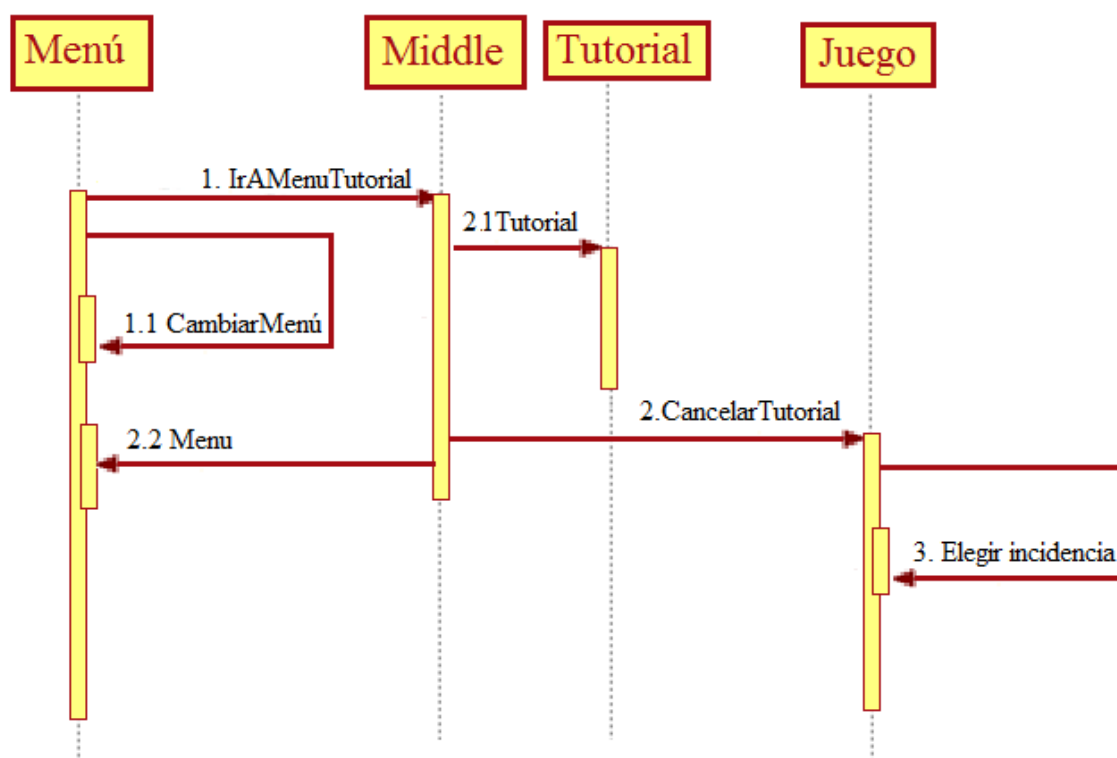 Menú
Middle
Tutorial
Juego
1. IrAMenuTutorial
2.1Tutorial
1.1 CambiarMenú
2.CancelarTutorial
2.2 Menu
3. Elegir incidencia